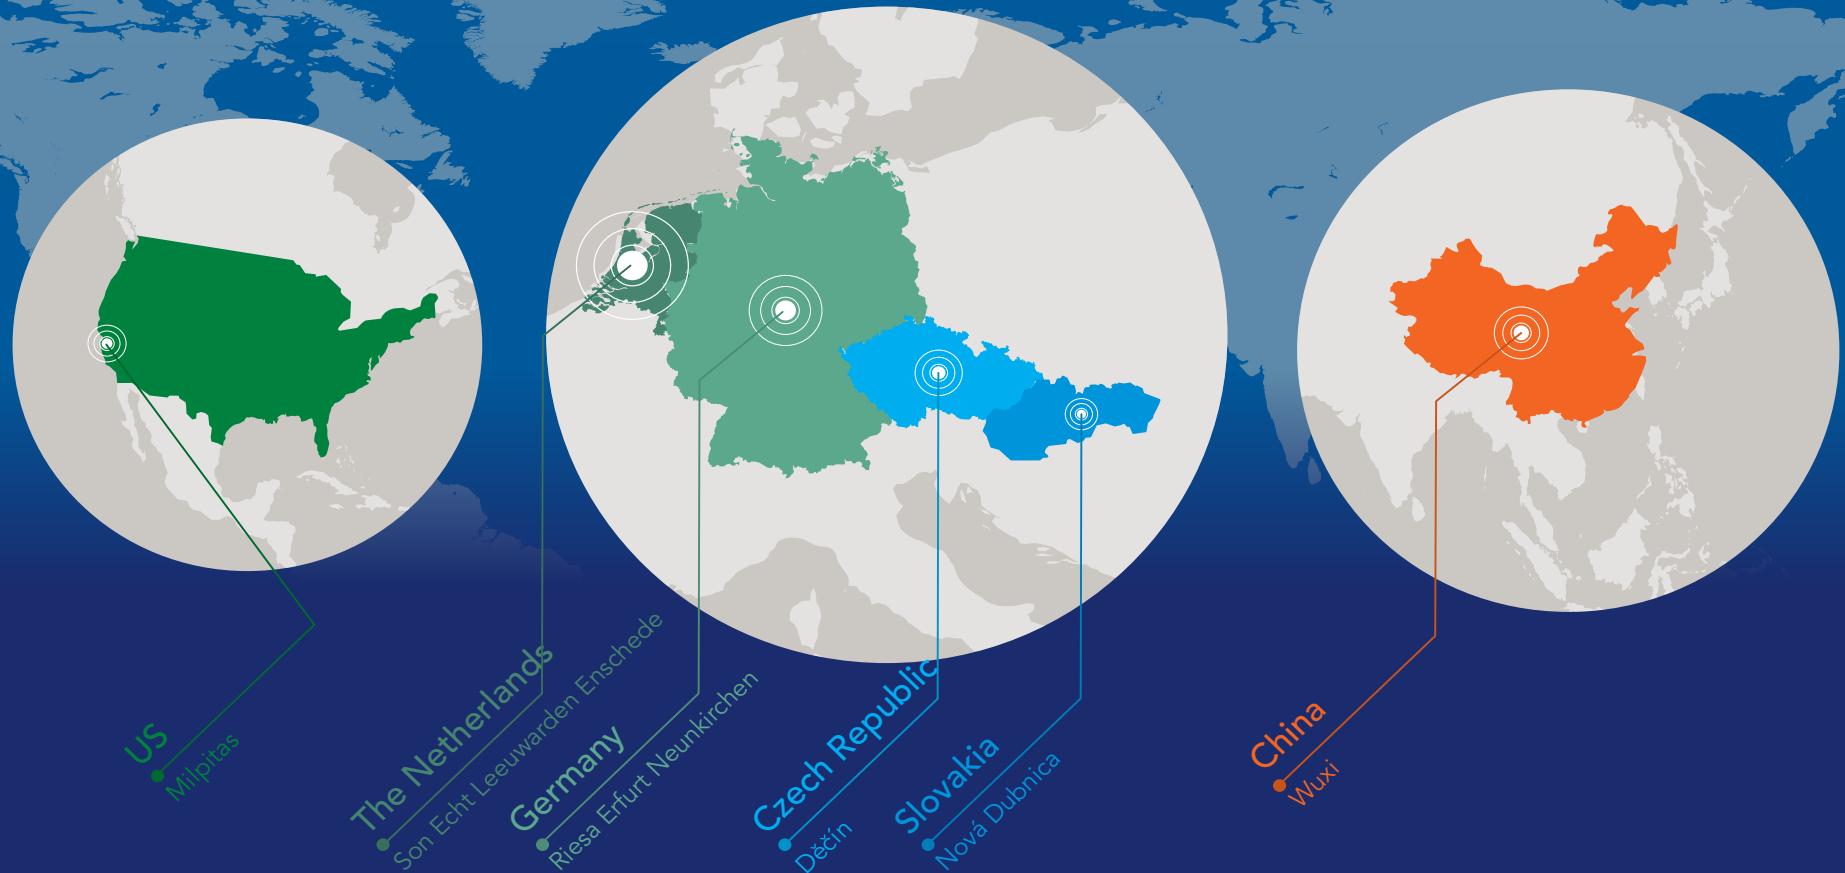 US
Milpitas
The Netherlands
Son Echt Leeuwarden Enschede
Germany
Riesa Erfurt Neunkirchen
Czech Republic
Děčín
Slovakia
Nová Dubnica
China
Wuxi